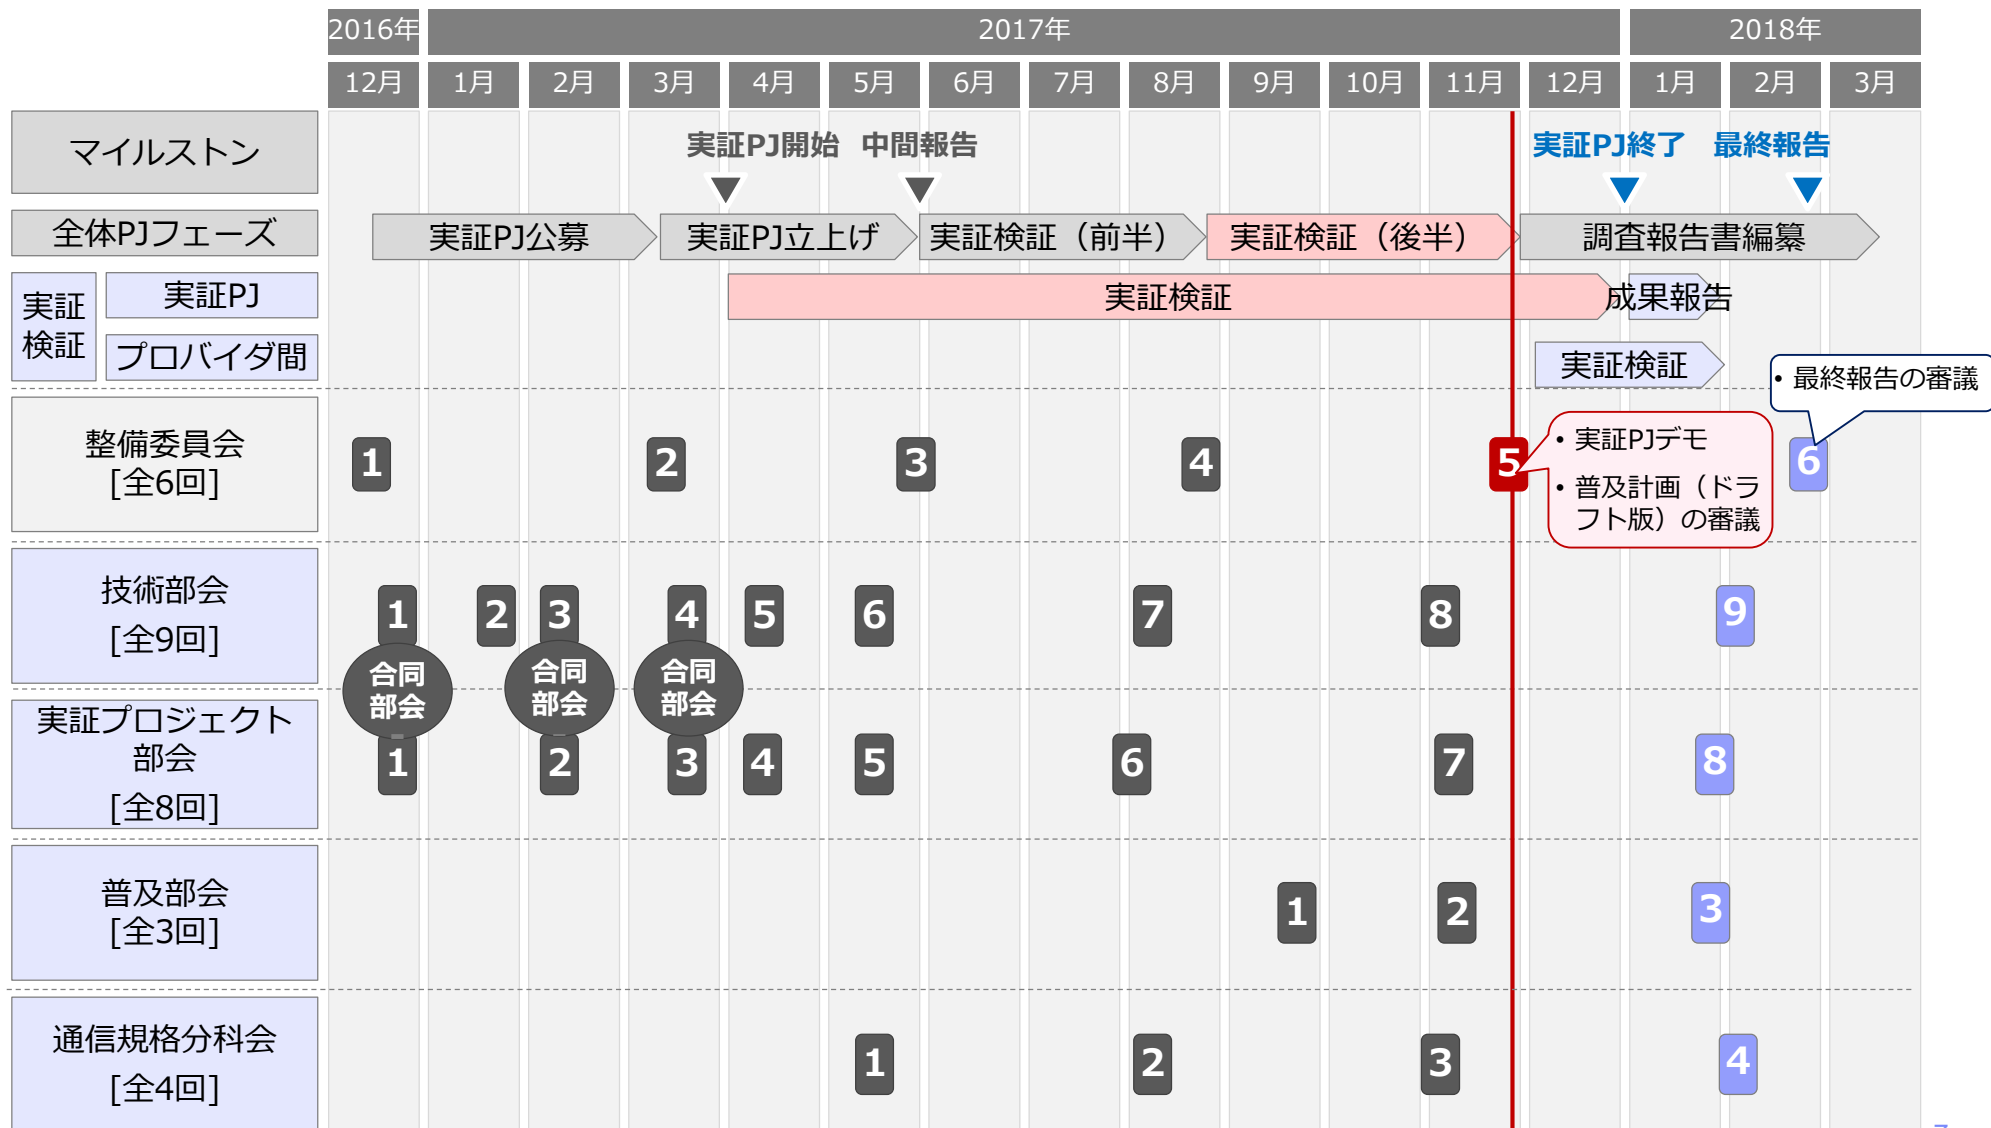 2016年
2017年
2018年
12月
1月
2月
3月
4月
5月
6月
7月
8月
9月
10月
11月
12月
1月
2月
3月
マイルストン
実証PJ開始
中間報告
実証PJ終了
最終報告
全体PJフェーズ
実証PJ公募
実証PJ立上げ
実証検証（前半）
実証検証（後半）
調査報告書編纂
実証
検証
実証PJ
実証検証
成果報告
プロバイダ間
実証検証
• 最終報告の審議
整備委員会
[全6回]
1
2
3
4
5
6
• 実証PJデモ
• 普及計画（ドラ
フト版）の審議
技術部会
[全9回]
1
2
3
4
5
6
7
8
9
合同
部会
合同
部会
合同
部会
実証プロジェクト
部会
[全8回]
1
2
3
4
5
6
7
8
普及部会
[全3回]
1
2
3
通信規格分科会
[全4回]
1
2
3
4